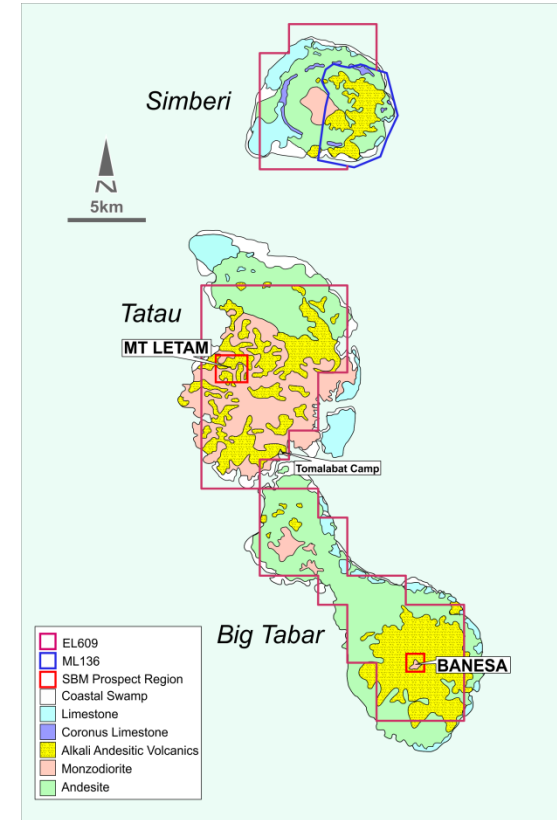 Simberi
N
5km
Tatau
MT LETAM
Tomalabat Camp
Big Tabar
BANESA
EL609
ML136
SBM Prospect Region
Coastal Swamp
Limestone
Coronus Limestone
Alkali Andesitic Volcanics
Monzodiorite
Andesite